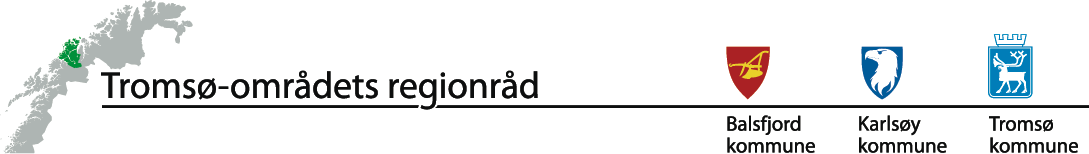 Tromsø-områdets regionråd
Balsfjord
kommune
Karlsøy
kommune
Tromsø
kommune